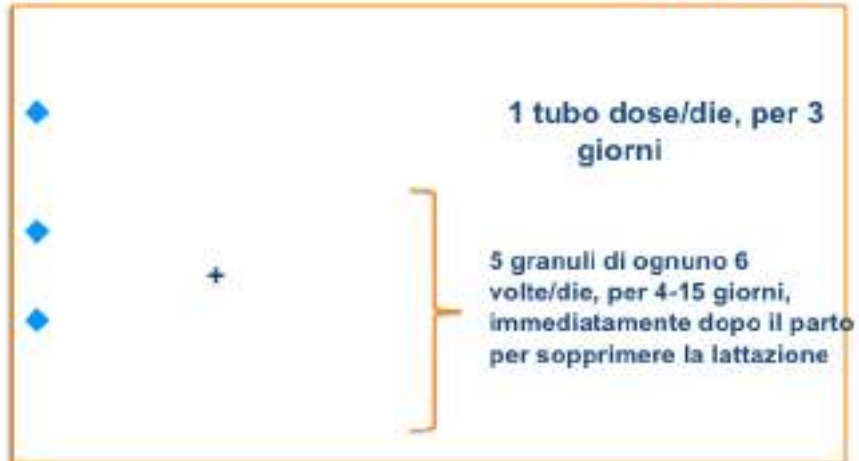 1 tubo dose/die, per 3
giorni
+
5 granuli di ognuno 6
volte/die, per 4-15 giorni,
immediatamente dopo il parto
per sopprimere la lattazione